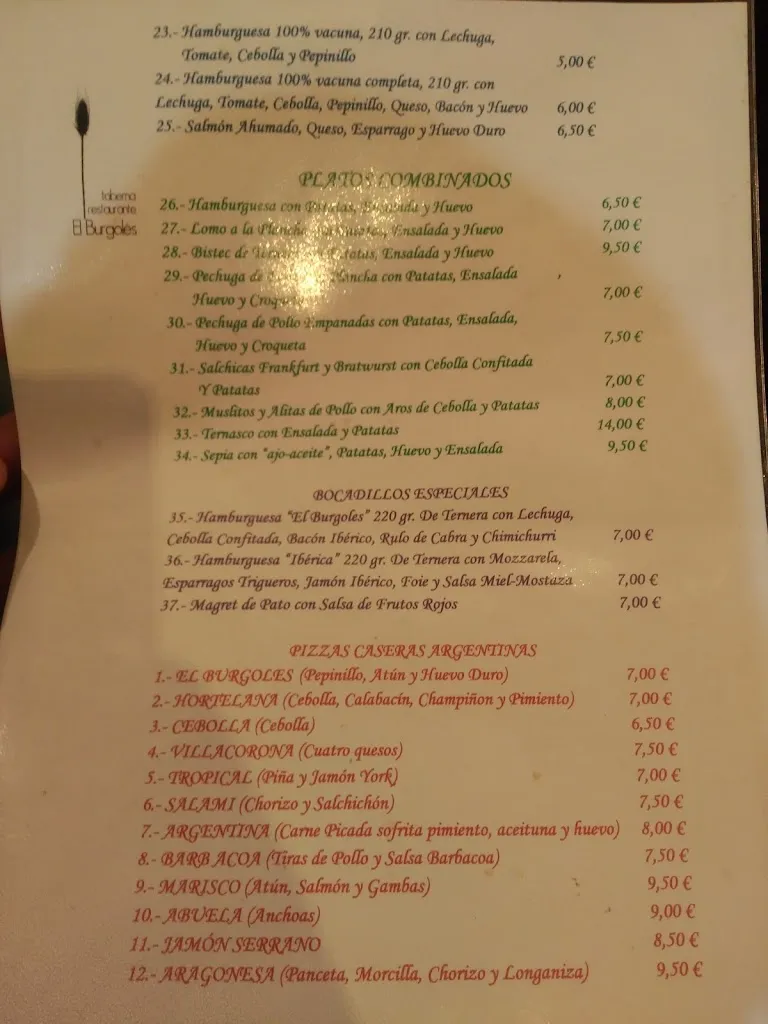 23.- Hamburguesa 100% vacuna, 210 gr. con Lechuga,
Tomate, Cebolla y Pepinillo 5,00 €
24.- Hamburguesa 100% vacuna completa, 210 gr. con
Lechuga, Tomate, Cebolla, Pepinillo, Queso, Bacón y Huevo 6,00 €
25.- Salmón Ahumado, Queso, Esparrago y Huevo Duro 6,50 €
taberna
restaurante
El Burgoles
PLATOS COMBINADOS
26.- Hamburguesa con Patatas, Ensalada y Huevo 6,50 €
27.- Lomo a la Plancha con Patatas, Ensalada y Huevo 7,00 €
28.- Bistec de Ternera con Patatas, Ensalada y Huevo 9,50 €
29.- Pechuga de Plancha con Patatas, Ensalada
Huevo y Croqueta 7,00 €
30.- Pechuga de Pollo Empanadas con Patatas, Ensalada,
Huevo y Croqueta 7,50 €
31.- Salchicas Frankfurt y Bratwurst con Cebolla Confitada
Y Patatas 7,00 €
32.- Muslitos y Alitas de Pollo con Aros de Cebolla y Patatas 8,00 €
33.- Ternasco con Ensalada y Patatas 14,00 €
34.- Sepia con "ajo-aceite", Patatas, Huevo y Ensalada 9,50 €
BOCADILLOS ESPECIALES
35.- Hamburguesa "El Burgoles" 220 gr. De Ternera con Lechuga,
Cebolla Confitada, Bacón Ibérico, Rulo de Cabra y Chimichurri 7,00 €
36.- Hamburguesa "Ibérica" 220 gr. De Ternera con Mozzarela,
Esparragos Trigueros, Jamón Ibérico, Foie y Salsa Miel-Mostaza 7,00 €
37.- Magret de Pato con Salsa de Frutos Rojos 7,00 €
PIZZAS CASERAS ARGENTINAS
1.- EL BURGOLES (Pepinillo, Atún y Huevo Duro) 7,00 €
2.- HORTELANA (Cebolla, Calabacín, Champiñon y Pimiento) 7,00 €
3.- CEBOLLA (Cebolla) 6,50 €
4.- VILLACORONA (Cuatro quesos) 7,50 €
5.- TROPICAL (Piña y Jamón York) 7,00 €
6.- SALAMI (Chorizo y Salchichón) 7,50 €
7.- ARGENTINA (Carne Picada sofrita pimiento, aceituna y huevo) 8,00 €
8.- BARBACOA (Tiras de Pollo y Salsa Barbacoa) 7,50 €
9.- MARISCO (Atún, Salmón y Gambas) 9,50 €
10.- ABUELA (Anchoas) 9,00 €
11.- JAMÓN SERRANO 8,50 €
12.- ARAGONESA (Panceta, Morcilla, Chorizo y Longaniza) 9,50 €